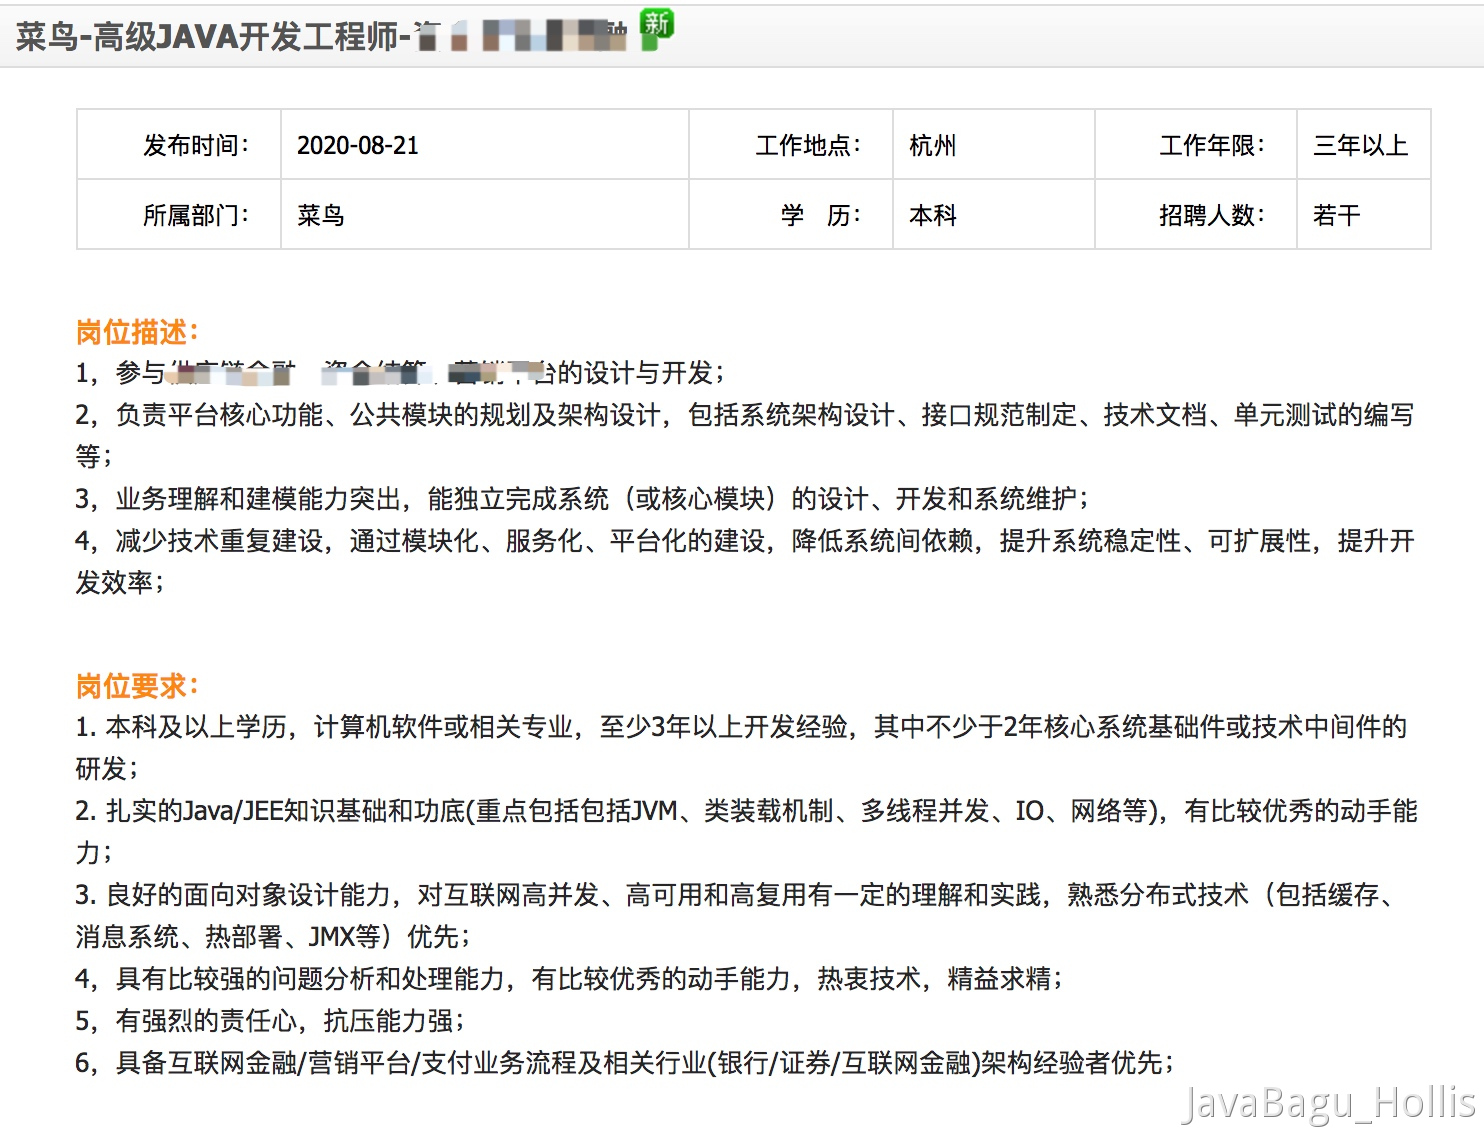 菜鸟-高级JAVA开发工程师-
新
发布时间： 2020-08-21 工作地点： 杭州 工作年限： 三年以上
所属部门： 菜鸟 学 历： 本科 招聘人数： 若干
岗位描述：
1，参与的设计与开发；
2，负责平台核心功能、公共模块的规划及架构设计，包括系统架构设计、接口规范制定、技术文档、单元测试的编写
等；
3，业务理解和建模能力突出，能独立完成系统（或核心模块）的设计、开发和系统维护；
4，减少技术重复建设，通过模块化、服务化、平台化的建设，降低系统间依赖，提升系统稳定性、可扩展性，提升开
发效率；
岗位要求：
1. 本科及以上学历，计算机软件或相关专业，至少3年以上开发经验，其中不少于2年核心系统基础件或技术中间件的
研发；
2. 扎实的Java/JEE知识基础和功底(重点包括包括JVM、类装载机制、多线程并发、IO、网络等)，有比较优秀的动手能
力；
3. 良好的面向对象设计能力，对互联网高并发、高可用和高复用有一定的理解和实践，熟悉分布式技术（包括缓存、
消息系统、热部署、JMX等）优先；
4，具有比较强的问题分析和处理能力，有比较优秀的动手能力，热衷技术，精益求精；
5，有强烈的责任心，抗压能力强；
6，具备互联网金融/营销平台/支付业务流程及相关行业(银行/证券/互联网金融)架构经验者优先；
JavaBagu_Hollis